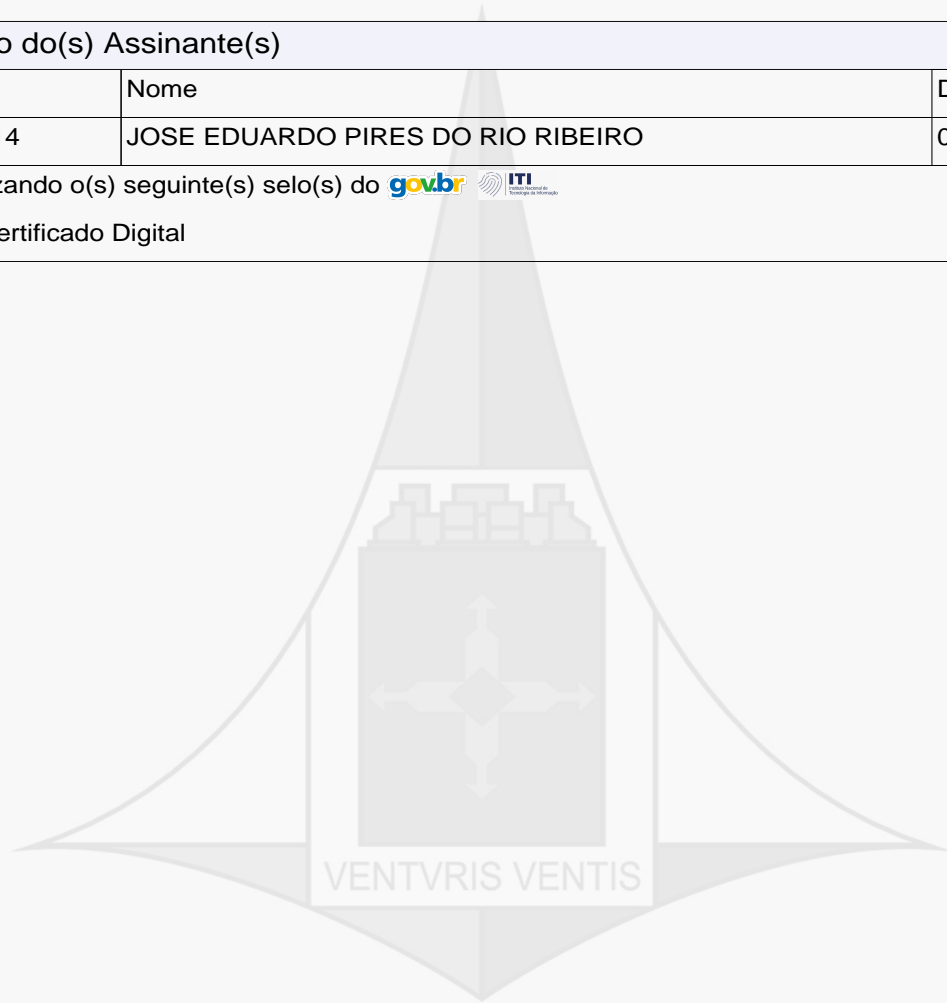 o do(s) Assinante(s)
Nome
4 JOSE EDUARDO PIRES DO RIO RIBEIRO
zando o(s) seguinte(s) selo(s) do gov.br ITI
ertificado Digital
VENTVRIS VENTIS